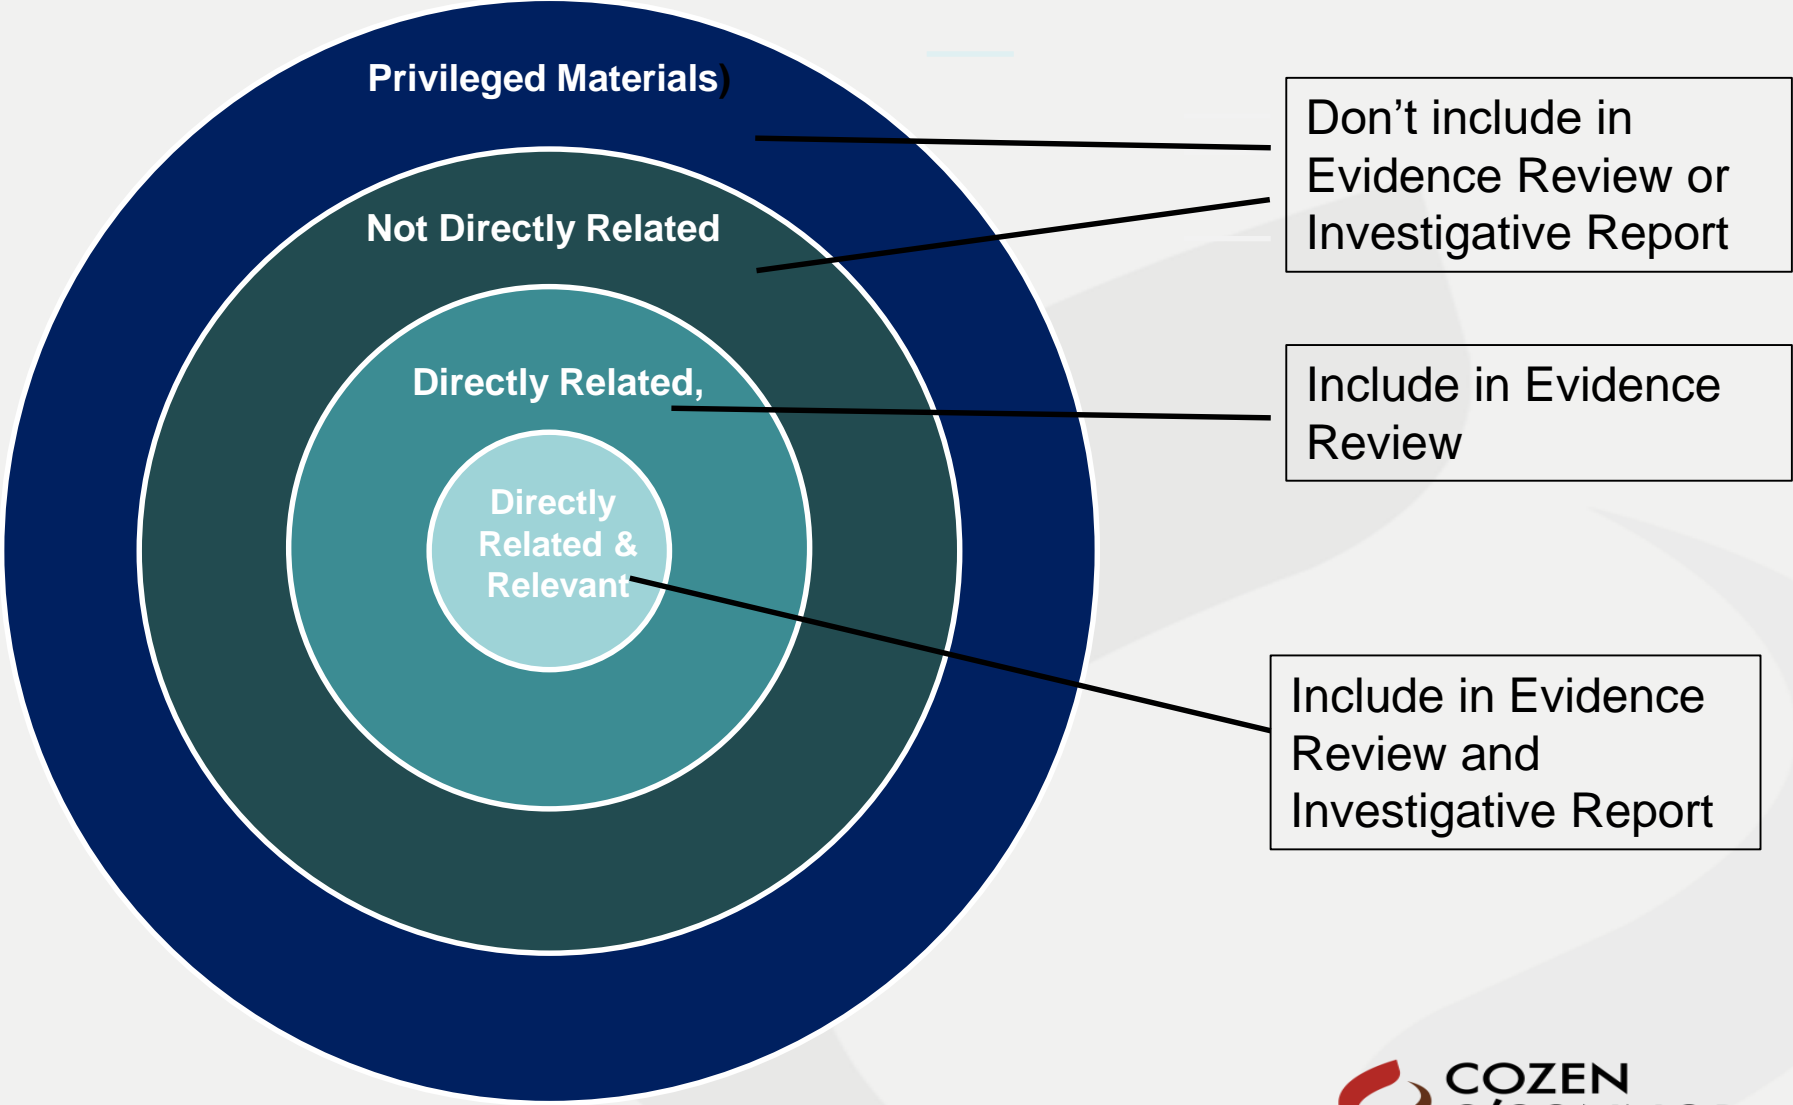 Privileged Materials)
Don’t include in
Evidence Review or
Investigative Report
Not Directly Related
Directly Related,
Include in Evidence
Review
Directly
Related &
Relevant
Include in Evidence
Review and
Investigative Report
COZEN